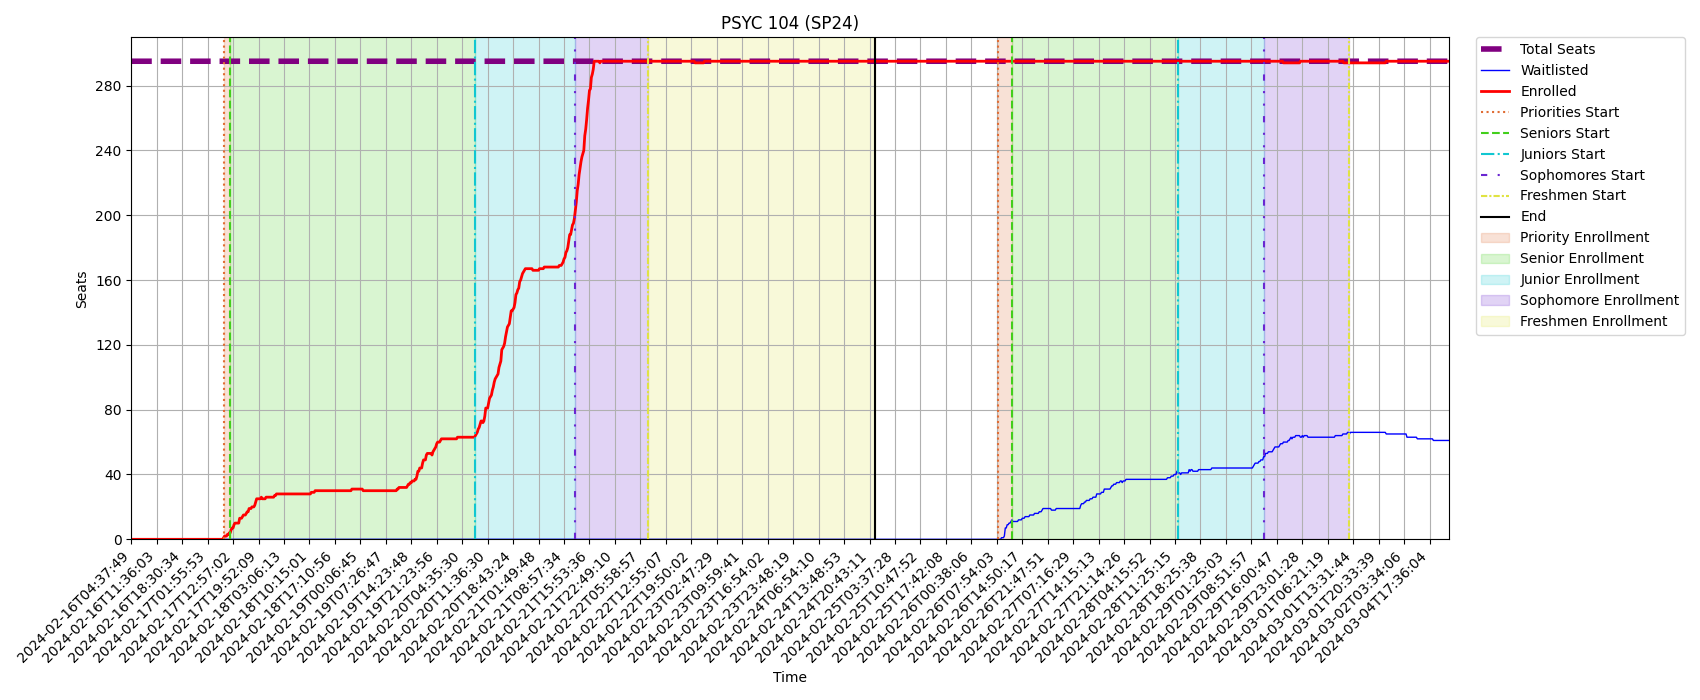 PSYC 104 (SP24)
Seats
280
240
200
160
120
80
40
0
2024-02-16T04:37:49
2024-02-16T11:36:03
2024-02-16T18:30:34
2024-02-17T01:55:53
2024-02-17T12:57:02
2024-02-17T19:52:09
2024-02-18T03:06:13
2024-02-18T10:15:01
2024-02-18T17:10:56
2024-02-19T00:06:45
2024-02-19T07:26:47
2024-02-19T14:23:48
2024-02-19T21:23:56
2024-02-20T04:35:30
2024-02-20T11:36:30
2024-02-20T18:43:24
2024-02-21T01:49:48
2024-02-21T08:57:34
2024-02-21T15:53:36
2024-02-21T22:49:10
2024-02-22T05:58:57
2024-02-22T12:55:07
2024-02-22T19:50:02
2024-02-23T02:47:29
2024-02-23T09:59:41
2024-02-23T16:54:02
2024-02-23T23:48:19
2024-02-24T06:54:10
2024-02-24T13:48:53
2024-02-24T20:43:11
2024-02-25T03:37:28
2024-02-25T10:47:52
2024-02-25T17:42:08
2024-02-26T00:38:06
2024-02-26T07:54:03
2024-02-26T14:50:17
2024-02-26T21:47:51
2024-02-27T07:16:29
2024-02-27T14:15:13
2024-02-27T21:14:26
2024-02-28T04:15:52
2024-02-28T11:25:15
2024-02-28T18:25:38
2024-02-29T01:25:03
2024-02-29T08:51:57
2024-02-29T16:00:47
2024-02-29T23:01:28
2024-03-01T06:21:19
2024-03-01T13:31:44
2024-03-01T20:33:39
2024-03-02T03:34:06
2024-03-04T17:36:04
Time
Total Seats
Waitlisted
Enrolled
Priorities Start
Seniors Start
Juniors Start
Sophomores Start
Freshmen Start
End
Priority Enrollment
Senior Enrollment
Junior Enrollment
Sophomore Enrollment
Freshmen Enrollment